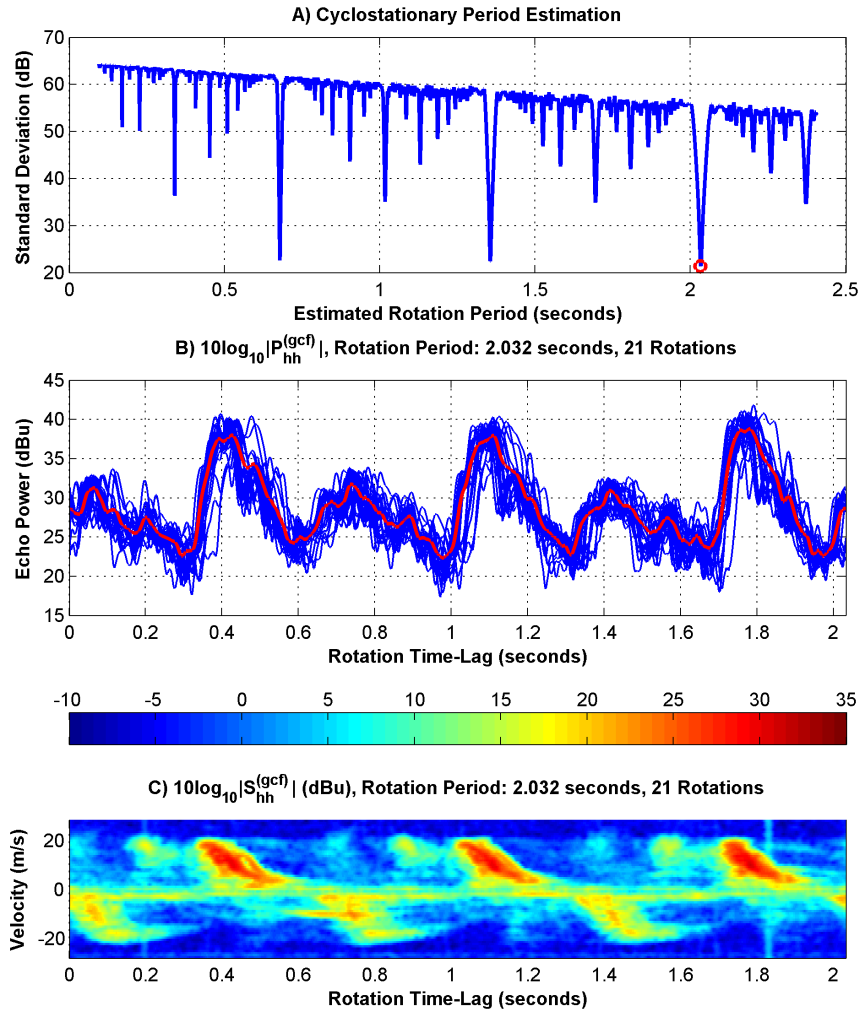 A) Cyclostationary Period Estimation
70
60
50
40
30
20
Standard Deviation (dB)
0 0.5 1 1.5 2 2.5
Estimated Rotation Period (seconds)
B) 10log10|Phh(gcf)|, Rotation Period: 2.032 seconds, 21 Rotations
45
40
35
30
25
20
15
Echo Power (dBu)
0 0.2 0.4 0.6 0.8 1 1.2 1.4 1.6 1.8 2
Rotation Time-Lag (seconds)
-10 -5 0 5 10 15 20 25 30 35
C) 10log10|Shh(gcf)| (dBu), Rotation Period: 2.032 seconds, 21 Rotations
20
0
-20
Velocity (m/s)
0 0.2 0.4 0.6 0.8 1 1.2 1.4 1.6 1.8 2
Rotation Time-Lag (seconds)